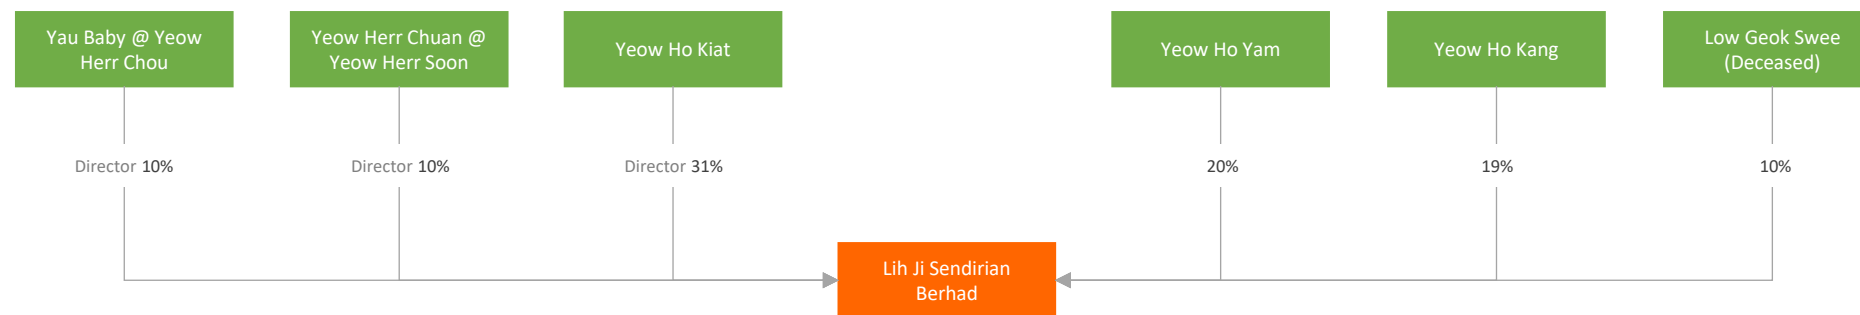 Yau Baby @ Yeow
Herr Chou
Yeow Herr Chuan @
Yeow Herr Soon
Yeow Ho Kiat
Yeow Ho Yam
Yeow Ho Kang
Low Geok Swee
(Deceased)
Director 10%
Director 10%
Director 31%
20%
19%
10%
Lih Ji Sendirian
Berhad